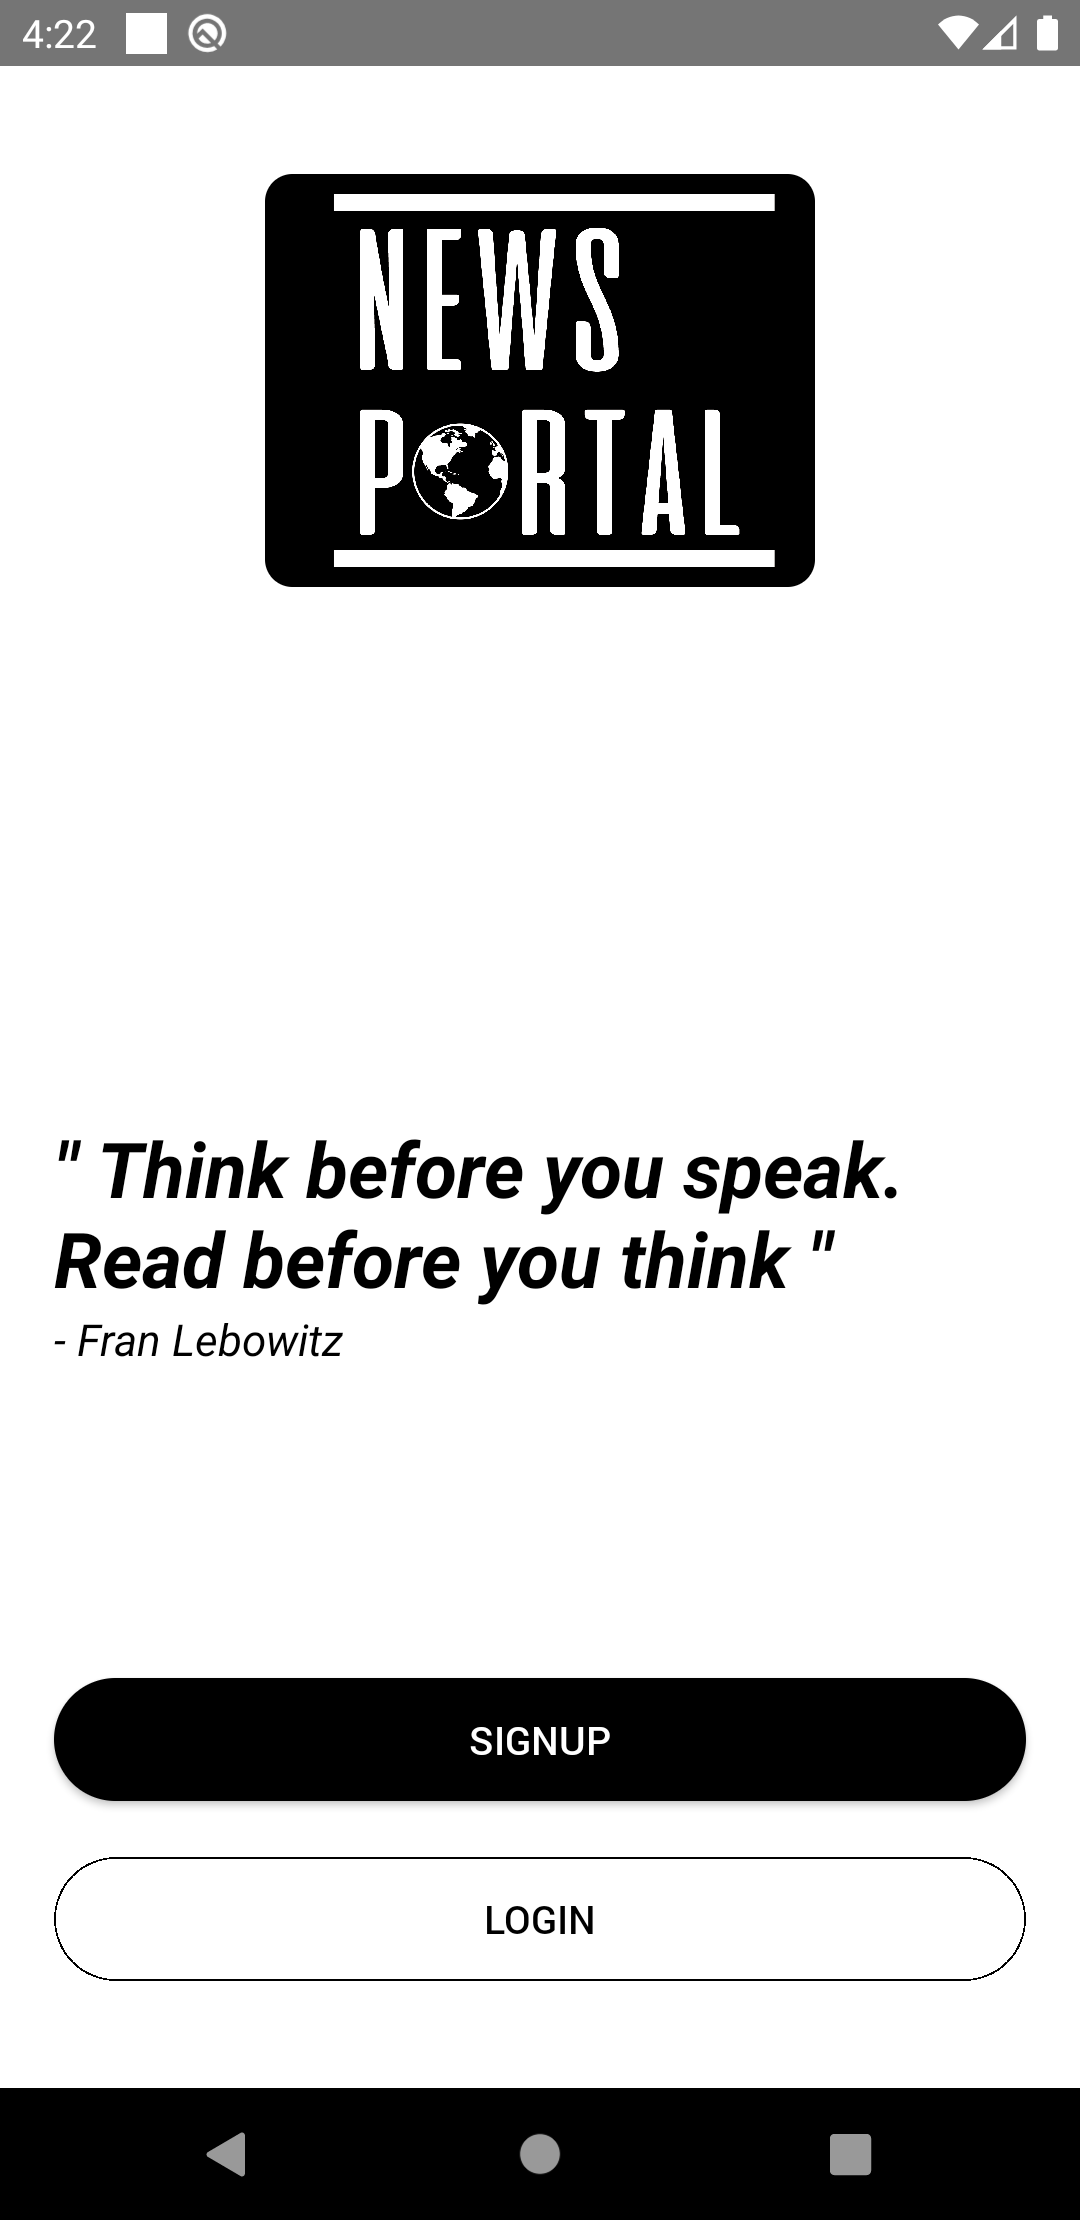 4:22
NEWS
PORTAL
" Think before you speak.
Read before you think "
- Fran Lebowitz
SIGNUP
LOGIN